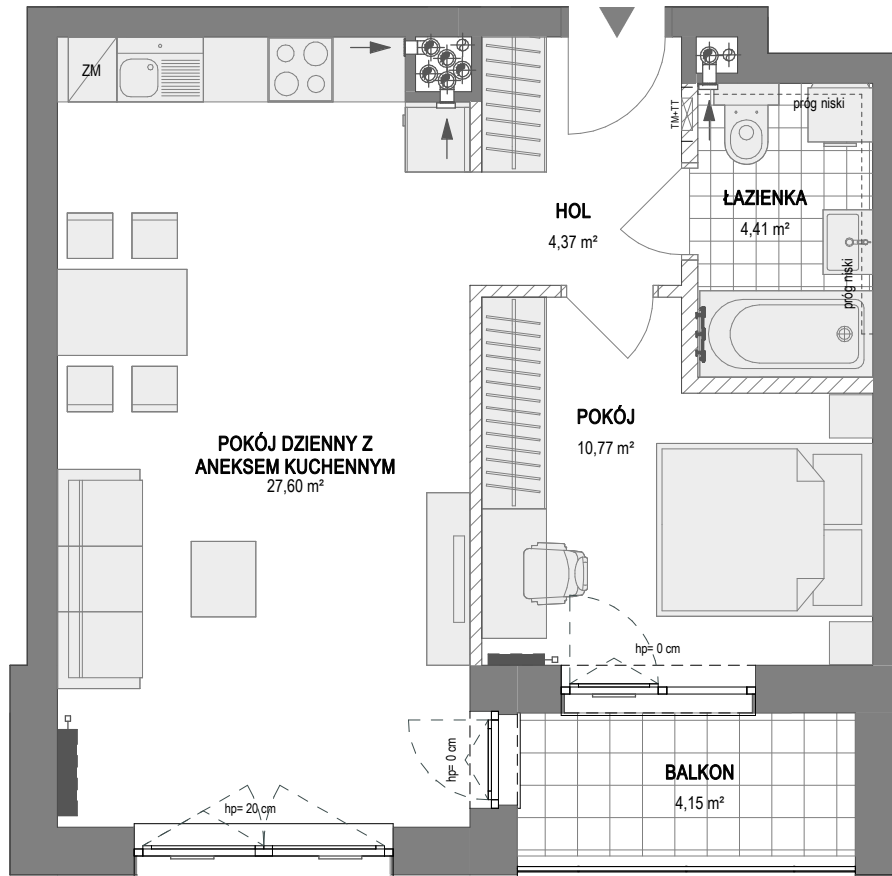 ZM
TM+TT
próg niski
HOL
4,37 m²
ŁAZIENKA
4,41 m²
próg niski
POKÓJ
10,77 m²
POKÓJ DZIENNY Z
ANEKSEM KUCHENNYM
27,60 m²
hp= 0 cm
hp= 0 cm
BALKON
4,15 m²
hp= 20 cm